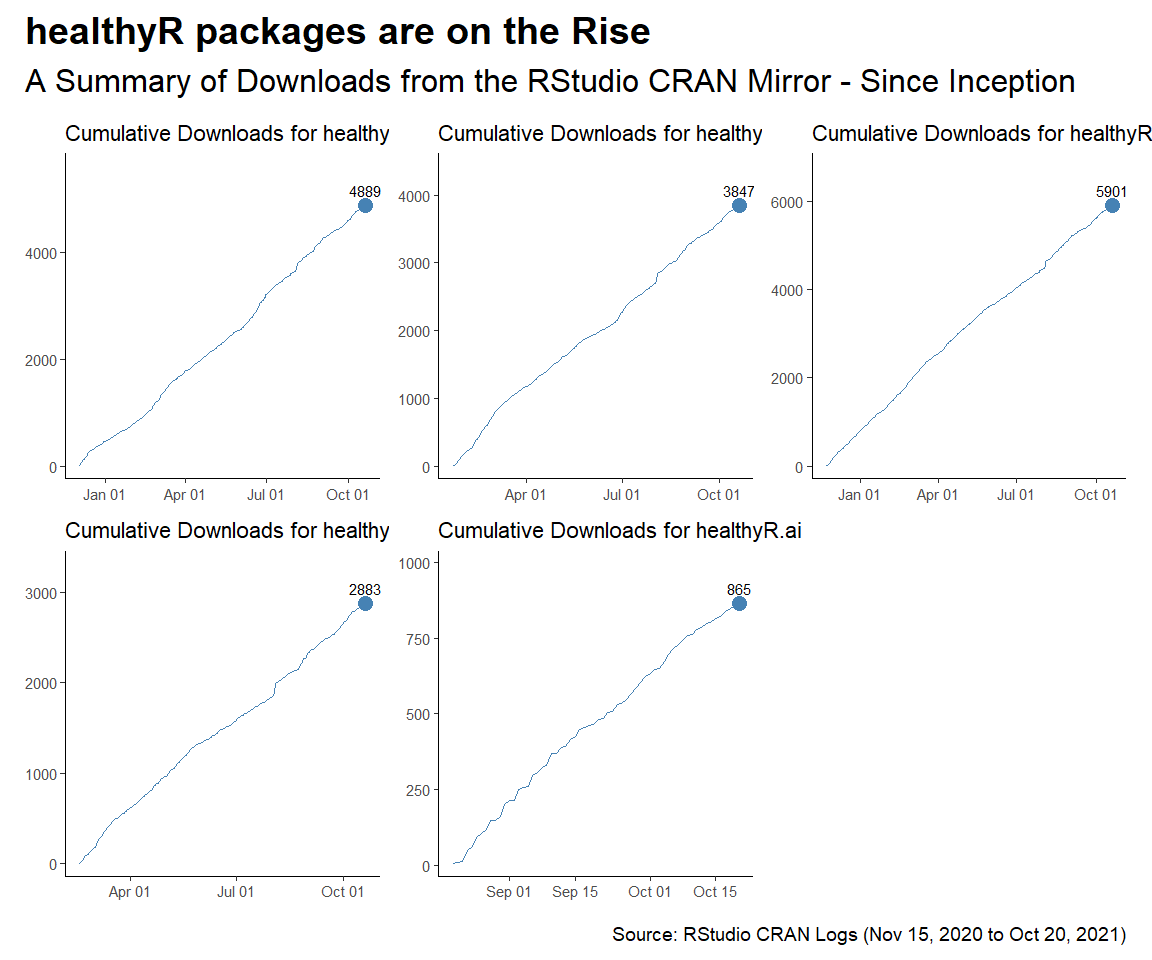 healthyR packages are on the Rise
A Summary of Downloads from the RStudio CRAN Mirror - Since Inception
Cumulative Downloads for healthy
4889
4000
2000
0
Jan 01 Apr 01 Jul 01 Oct 01
Cumulative Downloads for healthy
3847
4000
3000
2000
1000
0
Apr 01 Jul 01 Oct 01
Cumulative Downloads for healthyR
5901
6000
4000
2000
0
Jan 01 Apr 01 Jul 01 Oct 01
Cumulative Downloads for healthy
2883
3000
2000
1000
0
Apr 01 Jul 01 Oct 01
Cumulative Downloads for healthyR.ai
865
1000
750
500
250
0
Sep 01 Sep 15 Oct 01 Oct 15
Source: RStudio CRAN Logs (Nov 15, 2020 to Oct 20, 2021)